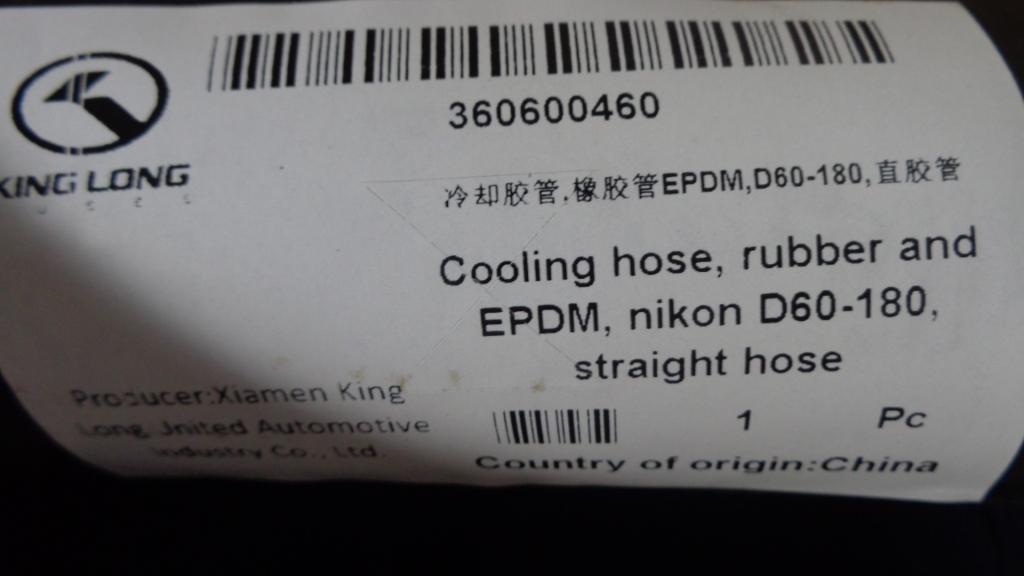 KING LONG
360600460
冷却胶管,橡胶管EPDM,D60-180,直胶管
Cooling hose, rubber and
EPDM, nikon D60-180,
straight hose
Producer:Xiamen King
Long United Automotive
Industry Co., Ltd.
1 Pc
Country of origin:China